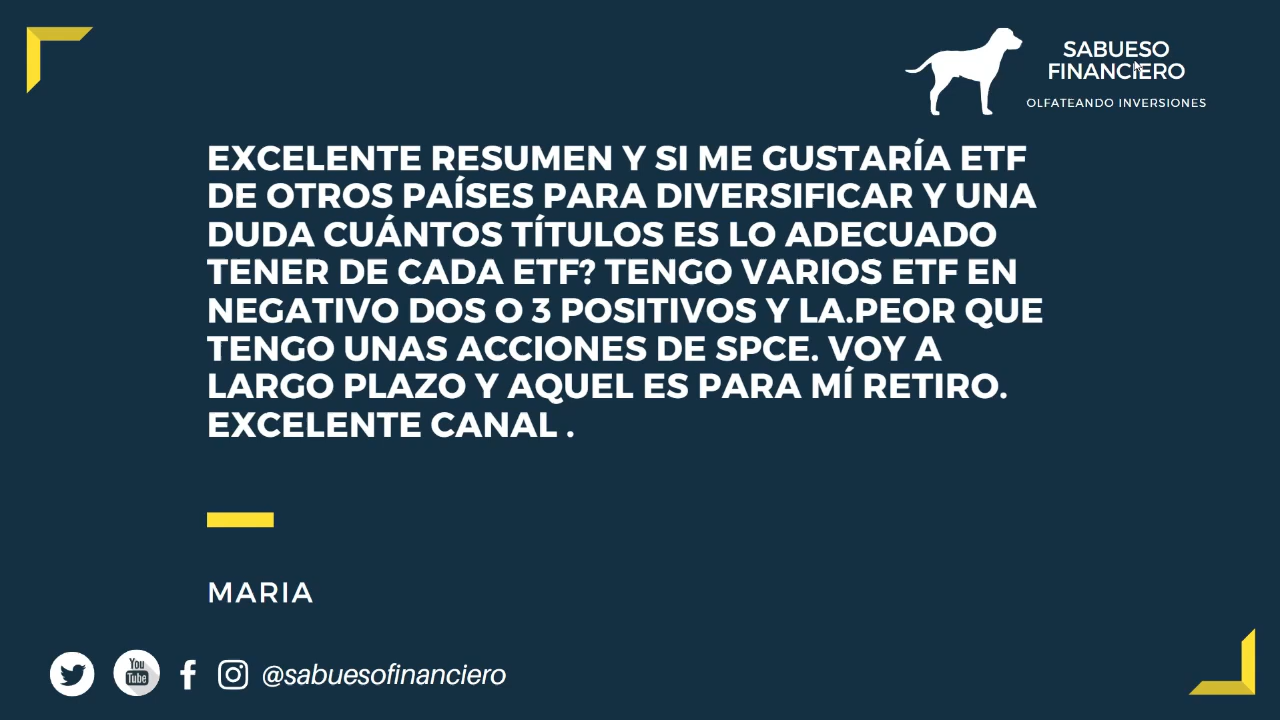 SABUESO
FINANCIERO
OLFATEANDO INVERSIONES
EXCELENTE RESUMEN Y SI ME GUSTARÍA ETF
DE OTROS PAÍSES PARA DIVERSIFICAR Y UNA
DUDA CUÁNTOS TÍTULOS ES LO ADECUADO
TENER DE CADA ETF? TENGO VARIOS ETF EN
NEGATIVO DOS O 3 POSITIVOS Y LA.PEOR QUE
TENGO UNAS ACCIONES DE SPCE. VOY A
LARGO PLAZO Y AQUEL ES PARA MÍ RETIRO.
EXCELENTE CANAL .
MARIA
You
Tube
@sabuesofinanciero